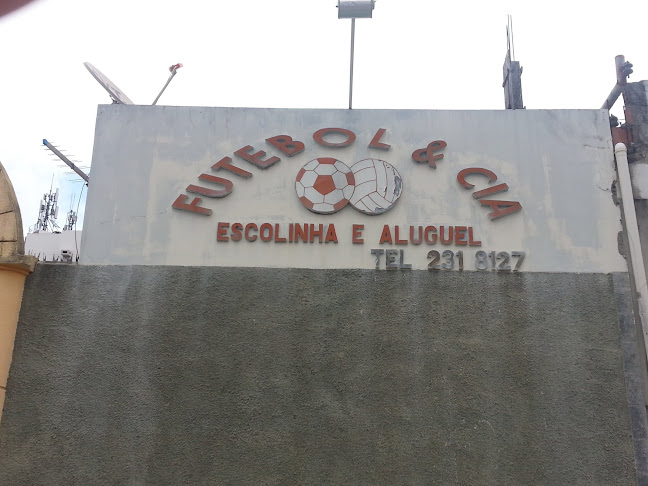 FUTEBOL & CIA
ESCOLINHA E ALUGUEL
TEL 231 8127